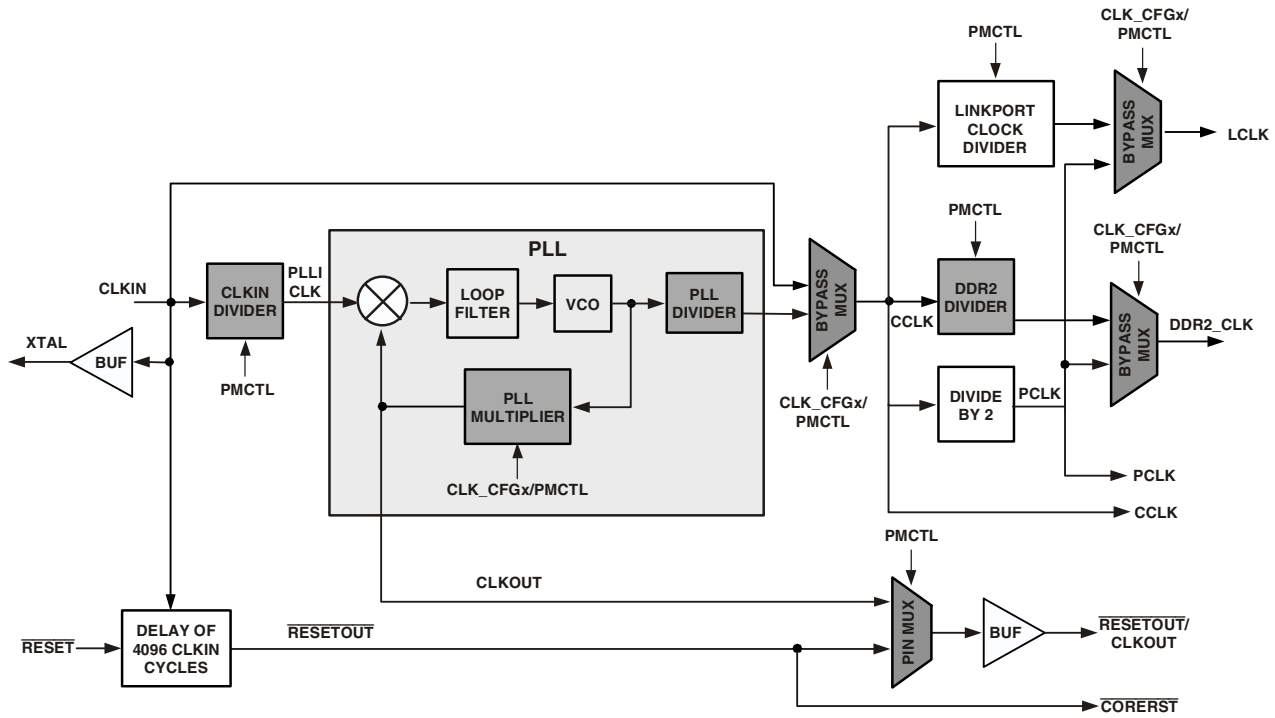 CLK_CFGx/
PMCTL
PMCTL
LINKPORT
CLOCK
DIVIDER
BYPASS
MUX
LCLK
PMCTL
CLK_CFGx/
PMCTL
PLL
CLKIN
CLKIN
DIVIDER
PLLI
CLK
LOOP
FILTER
VCO
PLL
DIVIDER
BYPASS
MUX
CCLK
DDR2
DIVIDER
BYPASS
MUX
DDR2_CLK
XTAL
BUF
PMCTL
PLL
MULTIPLIER
CLK_CFGx/
PMCTL
DIVIDE
BY 2
PCLK
CLK_CFGx/PMCTL
PCLK
CCLK
PMCTL
CLKOUT
RESET
DELAY OF
4096 CLKIN
CYCLES
RESETOUT
PIN MUX
BUF
RESETOUT/
CLKOUT
CORERST